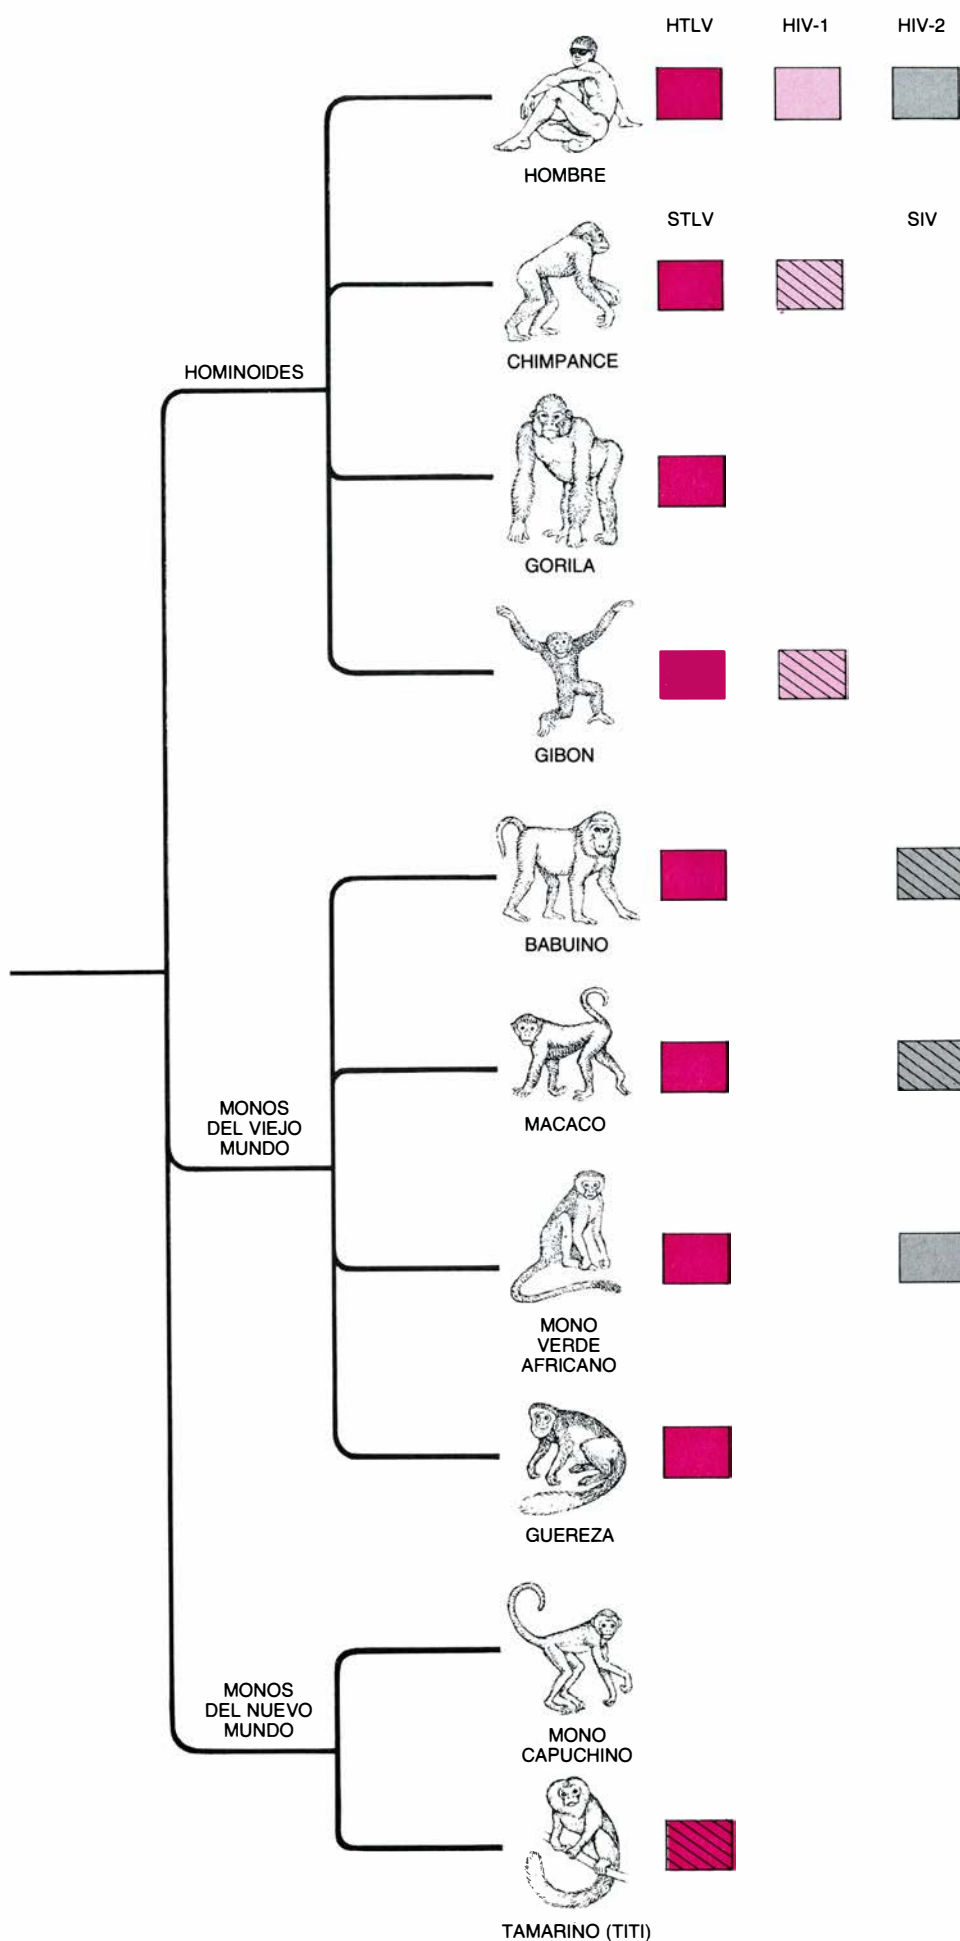 HTLV HIV-1 HIV-2
HOMBRE
STLV SIV
CHIMPANCE
HOMINOIDES
GORILA
GIBON
BABUINO
MONOS
DEL VIEJO
MUNDO
MACACO
MONO
VERDE
AFRICANO
GUEREZA
MONOS
DEL NUEVO
MUNDO
MONO
CAPUCHINO
TAMARINO (TITI)